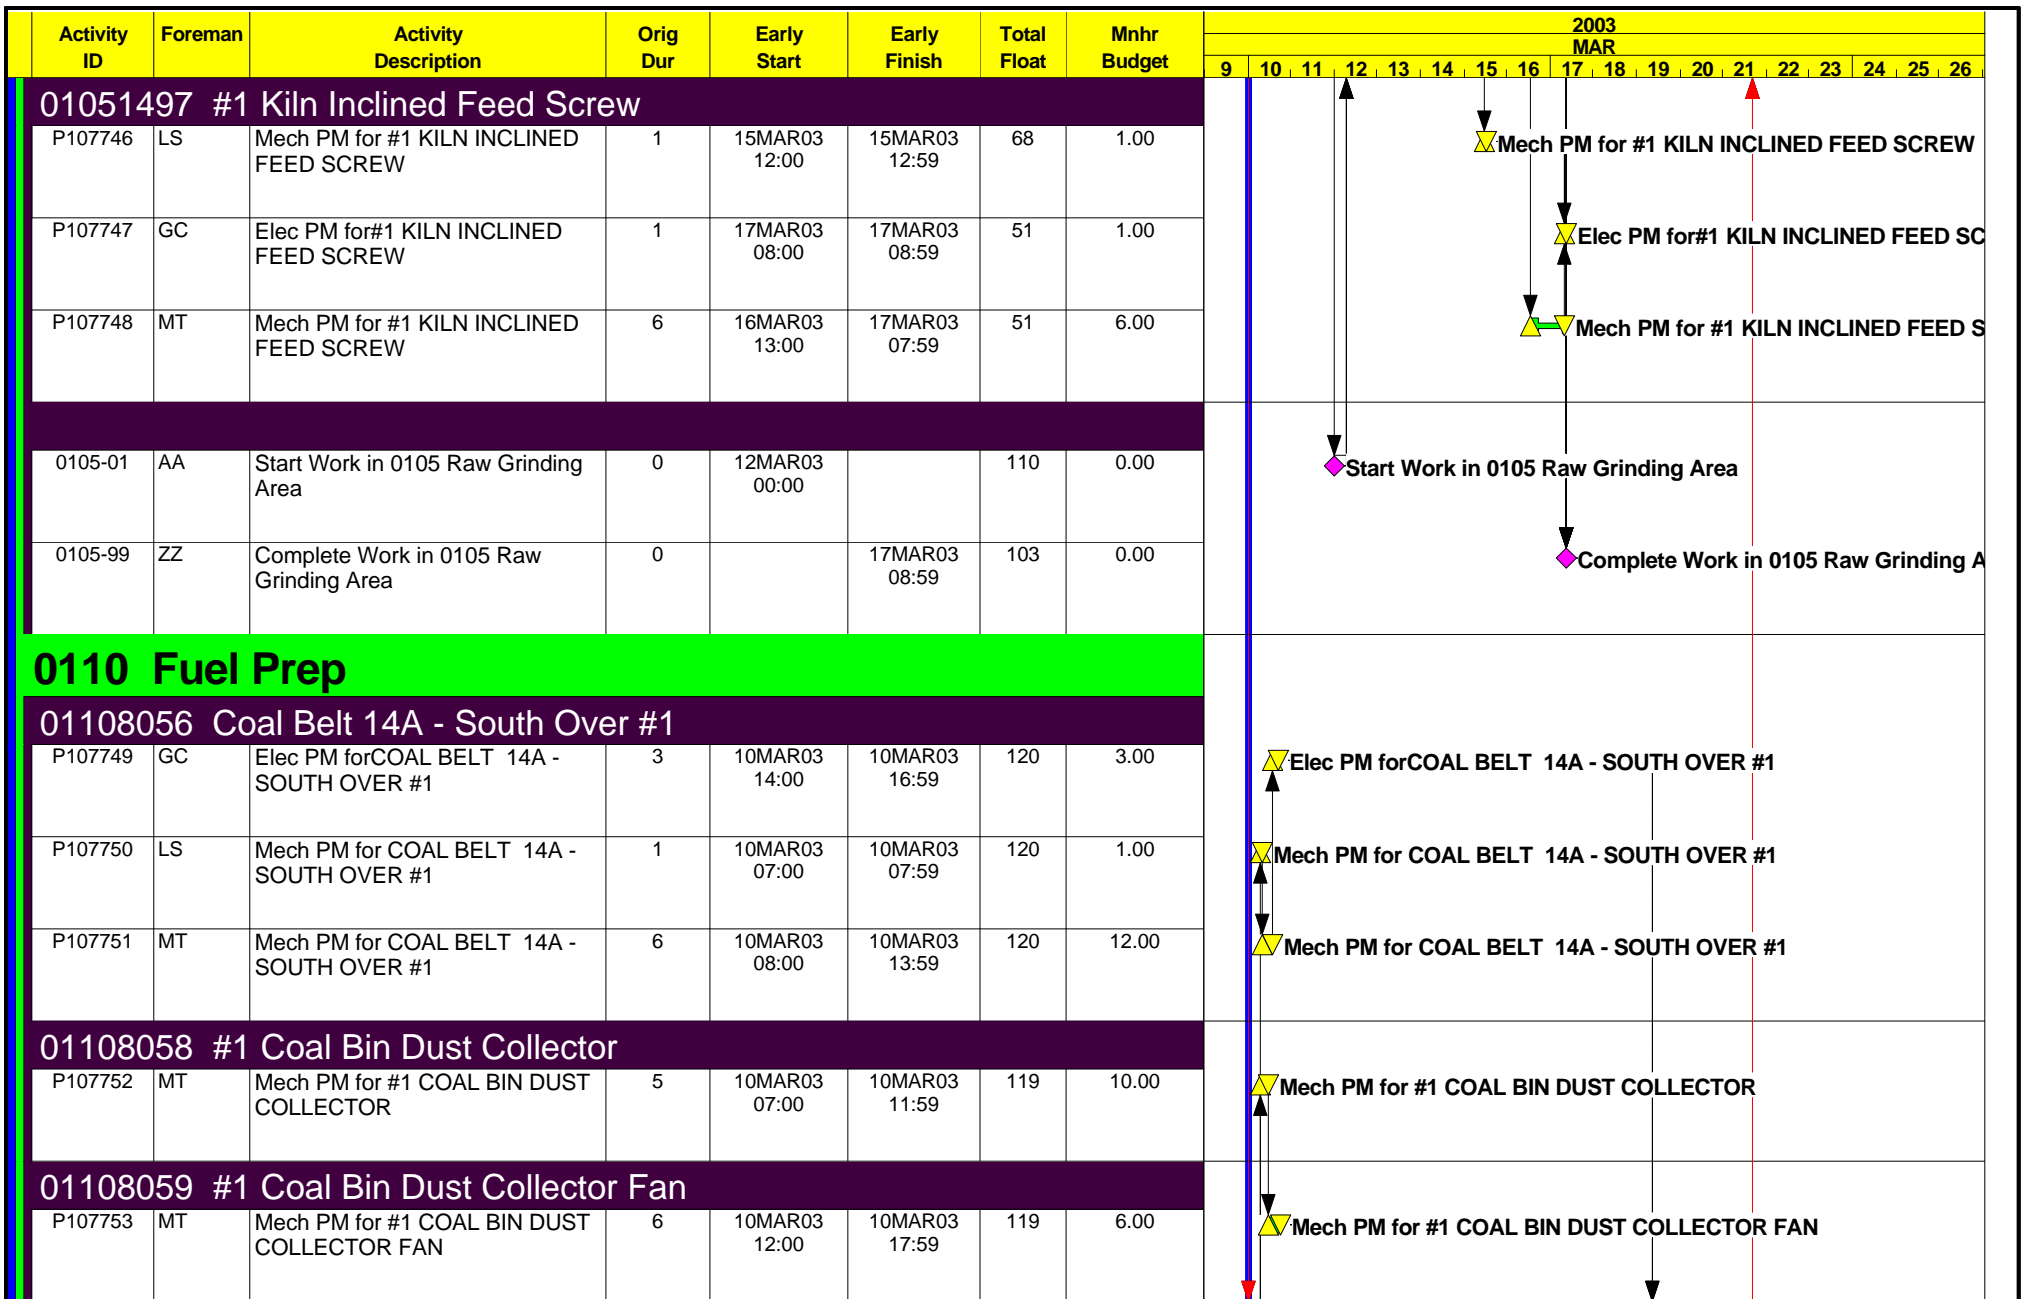 Activity ID Foreman Activity Description Orig Dur Early Start Early Finish Total Float Mnhr Budget
2003
MAR
9 10 11 12 13 14 15 16 17 18 19 20 21 22 23 24 25 26
01051497 #1 Kiln Inclined Feed Screw
P107746 LS Mech PM for #1 KILN INCLINED 1 15MAR03 15MAR03 68 1.00
FEED SCREW 12:00 12:59
Mech PM for #1 KILN INCLINED FEED SCREW
P107747 GC Elec PM for#1 KILN INCLINED 1 17MAR03 17MAR03 51 1.00
FEED SCREW 08:00 08:59
Elec PM for#1 KILN INCLINED FEED SC
P107748 MT Mech PM for #1 KILN INCLINED 6 16MAR03 17MAR03 51 6.00
FEED SCREW 13:00 07:59
Mech PM for #1 KILN INCLINED FEED S
0105-01 AA Start Work in 0105 Raw Grinding 0 12MAR03 110 0.00
Area 00:00
Start Work in 0105 Raw Grinding Area
0105-99 ZZ Complete Work in 0105 Raw 0 17MAR03 103 0.00
Grinding Area 08:59
Complete Work in 0105 Raw Grinding A
0110 Fuel Prep
01108056 Coal Belt 14A - South Over #1
P107749 GC Elec PM forCOAL BELT 14A - 3 10MAR03 10MAR03 120 3.00
SOUTH OVER #1 14:00 16:59
Elec PM forCOAL BELT 14A - SOUTH OVER #1
P107750 LS Mech PM for COAL BELT 14A - 1 10MAR03 10MAR03 120 1.00
SOUTH OVER #1 07:00 07:59
Mech PM for COAL BELT 14A - SOUTH OVER #1
P107751 MT Mech PM for COAL BELT 14A - 6 10MAR03 10MAR03 120 12.00
SOUTH OVER #1 08:00 13:59
Mech PM for COAL BELT 14A - SOUTH OVER #1
01108058 #1 Coal Bin Dust Collector
P107752 MT Mech PM for #1 COAL BIN DUST 5 10MAR03 10MAR03 119 10.00
COLLECTOR 07:00 11:59
Mech PM for #1 COAL BIN DUST COLLECTOR
01108059 #1 Coal Bin Dust Collector Fan
P107753 MT Mech PM for #1 COAL BIN DUST 6 10MAR03 10MAR03 119 6.00
COLLECTOR FAN 12:00 17:59
Mech PM for #1 COAL BIN DUST COLLECTOR FAN